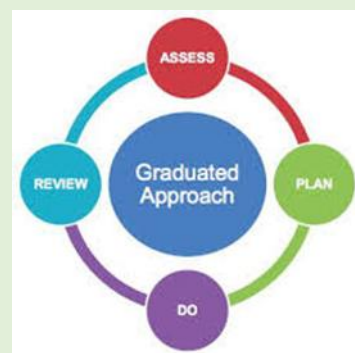 ASSESS
REVIEW
Graduated
Approach
PLAN
DO